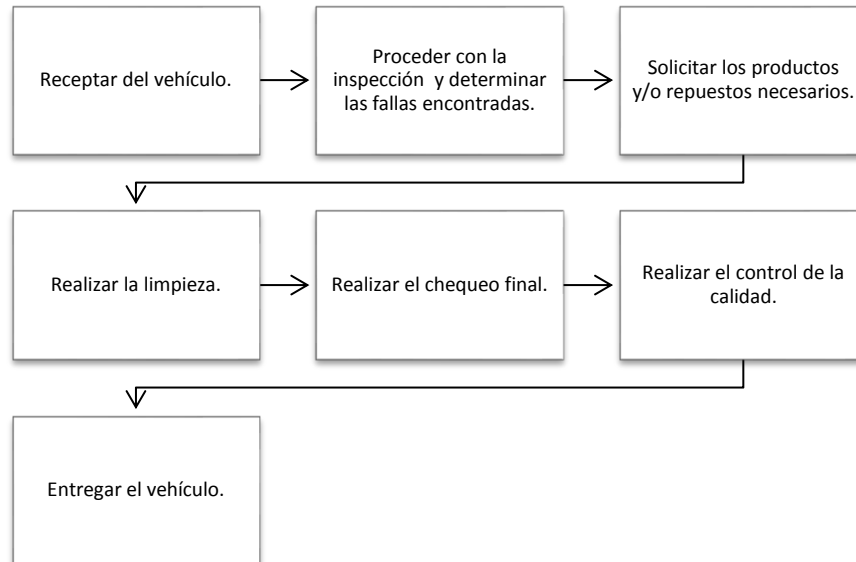 Receptar del vehículo.
Proceder con la
inspección y determinar
las fallas encontradas.
Solicitar los productos
y/o repuestos necesarios.
Realizar la limpieza.
Realizar el chequeo final.
Realizar el control de la
calidad.
Entregar el vehículo.